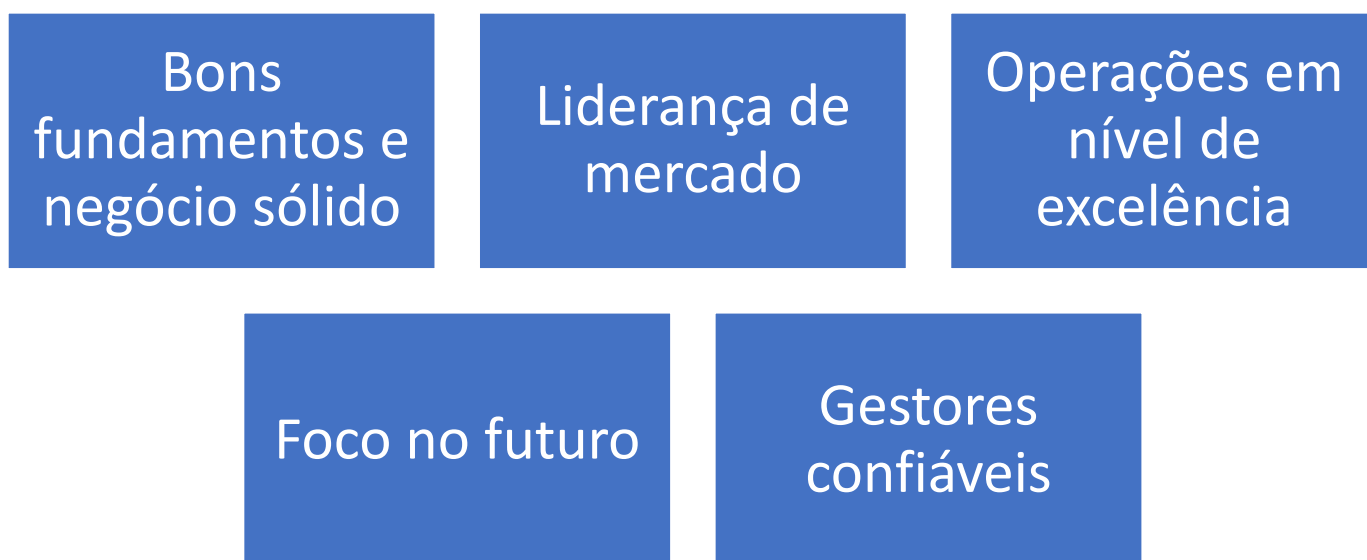 Bons
fundamentos e
negócio sólido
Liderança de
mercado
Operações em
nível de
excelência
Foco no futuro
Gestores
confiáveis